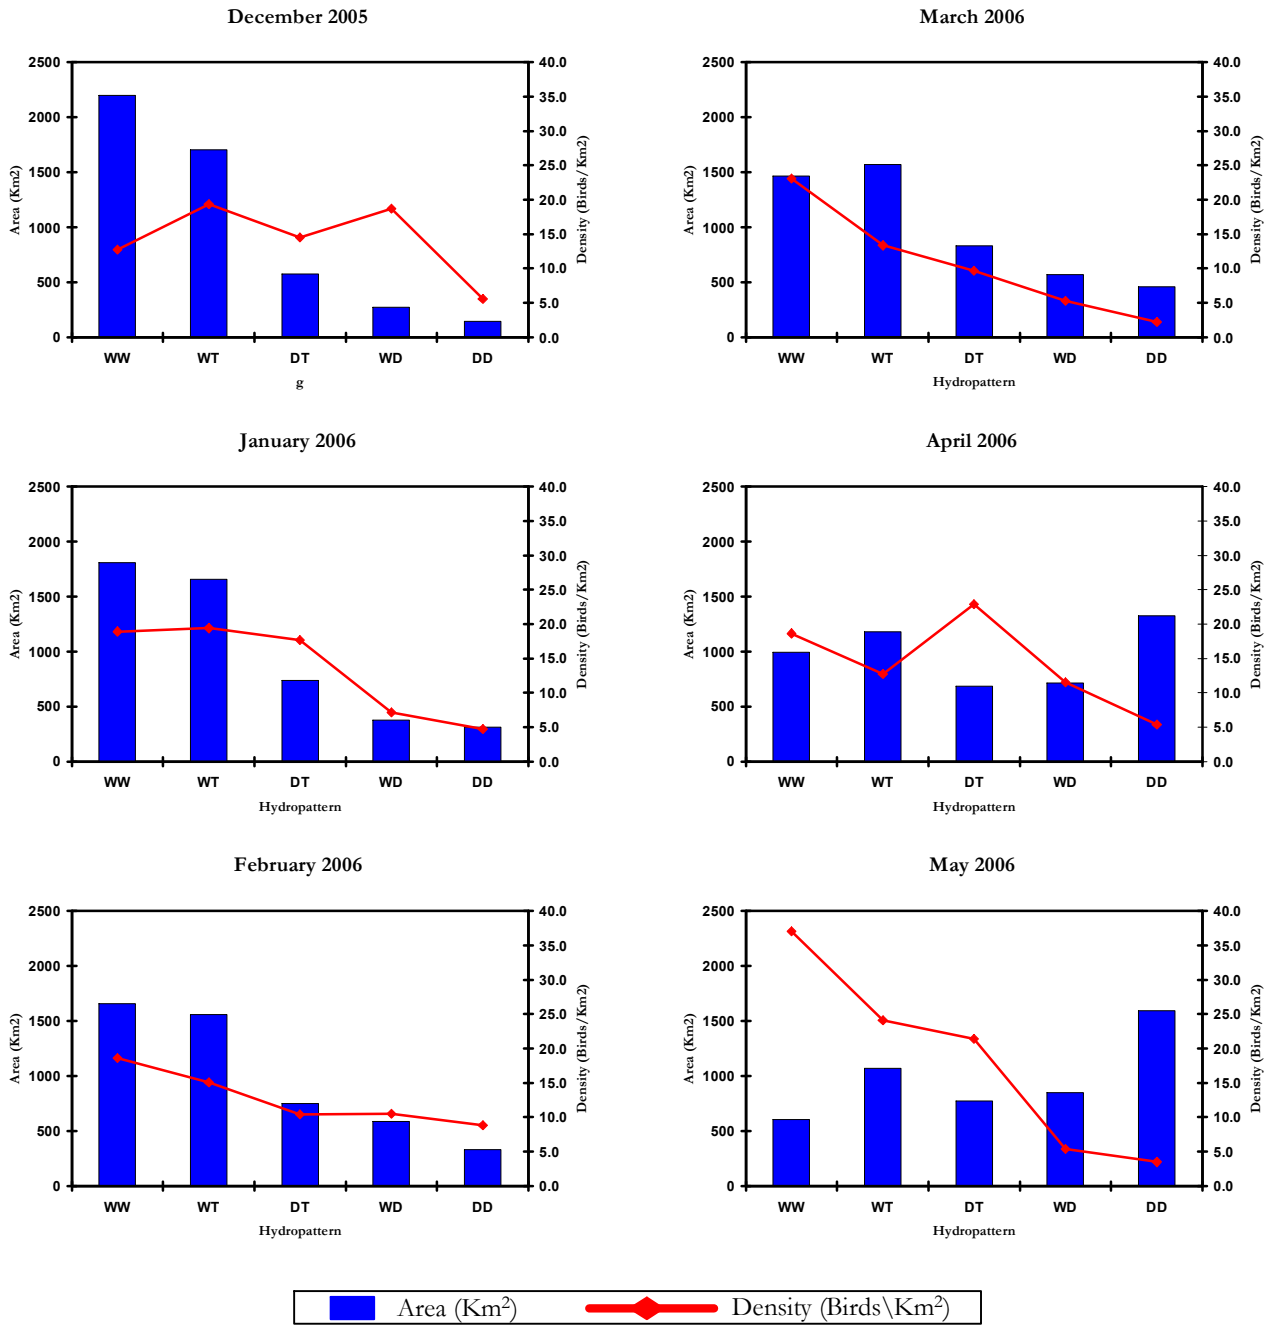 December 2005
2500
2000
1500
1000
500
0
Area (Km2)
40.0
35.0
30.0
25.0
20.0
15.0
10.0
5.0
0.0
Density (Birds/Km2)
WW WT DT WD DD
g
March 2006
2500
2000
1500
1000
500
0
Area (Km2)
40.0
35.0
30.0
25.0
20.0
15.0
10.0
5.0
0.0
Density (Birds/Km2)
WW WT DT WD DD
Hydropattern
January 2006
2500
2000
1500
1000
500
0
Area (Km2)
40.0
35.0
30.0
25.0
20.0
15.0
10.0
5.0
0.0
Density (Birds/Km2)
WW WT DT WD DD
Hydropattern
April 2006
2500
2000
1500
1000
500
0
Area (Km2)
40.0
35.0
30.0
25.0
20.0
15.0
10.0
5.0
0.0
Density (Birds/Km2)
WW WT DT WD DD
Hydropattern
February 2006
2500
2000
1500
1000
500
0
Area (Km2)
40.0
35.0
30.0
25.0
20.0
15.0
10.0
5.0
0.0
Density (Birds/Km2)
WW WT DT WD DD
Hydropattern
May 2006
2500
2000
1500
1000
500
0
Area (Km2)
40.0
35.0
30.0
25.0
20.0
15.0
10.0
5.0
0.0
Density (Birds/Km2)
WW WT DT WD DD
Hydropattern
Area (Km²) Density (Birds\Km²)